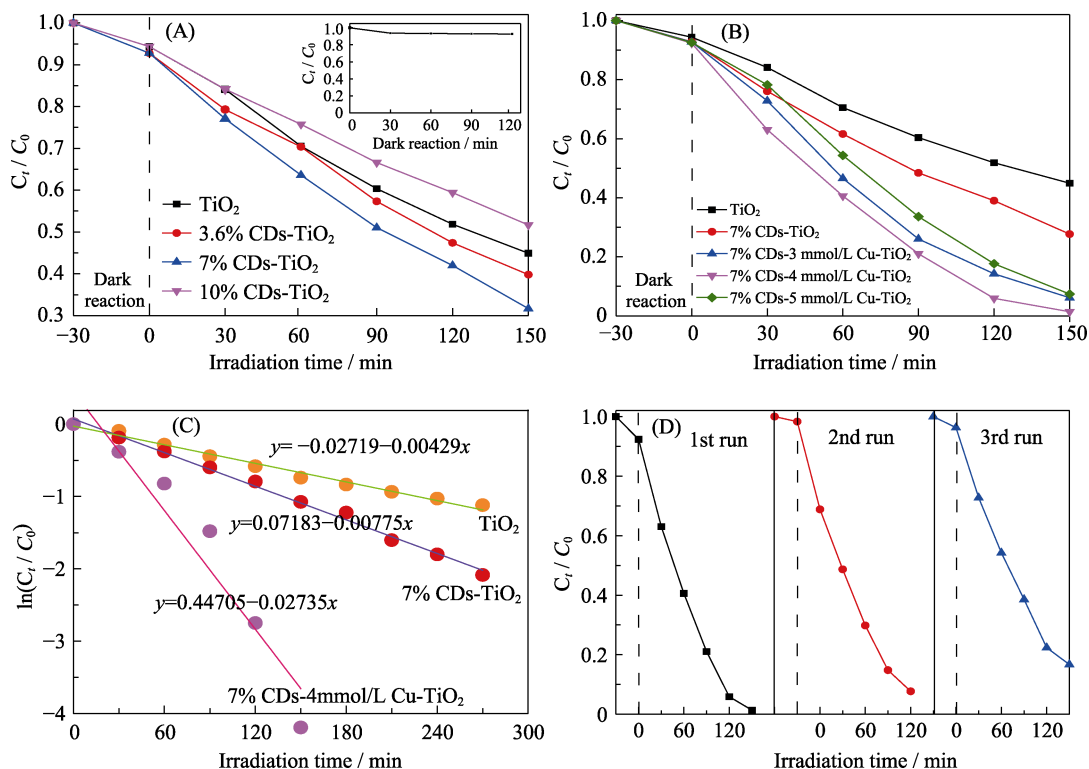 (A)
1.0
0.9
0.8
0.7
0.6
0.5
0.4
0.3
Cₜ / C₀
1.0
0.8
0.6
0.4
0.2
0
Cₜ / C₀
0 30 60 90 120
Dark reaction / min
TiO₂
3.6% CDs-TiO₂
7% CDs-TiO₂
10% CDs-TiO₂
Dark
reaction
−30 0 30 60 90 120 150
Irradiation time / min
(B)
1.0
0.8
0.6
0.4
0.2
0
Cₜ / C₀
TiO₂
7% CDs-TiO₂
7% CDs-3 mmol/L Cu-TiO₂
7% CDs-4 mmol/L Cu-TiO₂
7% CDs-5 mmol/L Cu-TiO₂
Dark
reaction
−30 0 30 60 90 120 150
Irradiation time / min
(C)
0
−1
−2
−3
−4
ln(Cₜ / C₀)
y= −0.02719−0.00429x
TiO₂
y=0.07183−0.00775x
7% CDs-TiO₂
y=0.44705−0.02735x
7% CDs-4mmol/L Cu-TiO₂
0 60 120 180 240 300
Irradiation time / min
(D)
1.0
0.8
0.6
0.4
0.2
0
Cₜ / C₀
1st run
2nd run
3rd run
0 60 120 0 60 120 0 60 120
Irradiation time / min